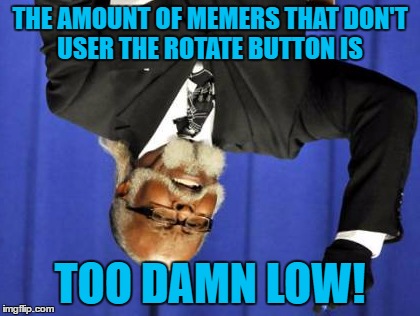 THE AMOUNT OF MEMERS THAT DON'T
USER THE ROTATE BUTTON IS
TOO DAMN LOW!
imgflip.com